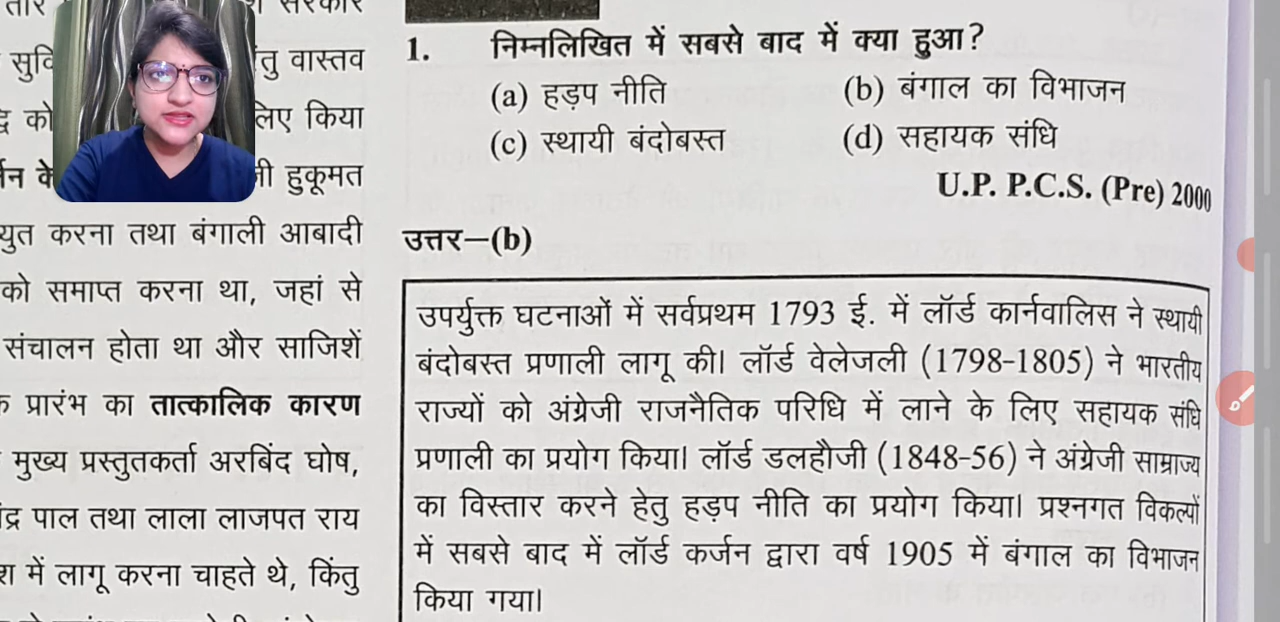 तार
सरकार
सुवि
तु वास्तव
को
लिए किया
के
हुकूमत
युत करना तथा बंगाली आबादी
को समाप्त करना था, जहां से
संचालन होता था और साजिशें
प्रारंभ का तात्कालिक कारण
मुख्य प्रस्तुतकर्ता अरबिंद घोष,
पाल तथा लाला लाजपत राय
में लागू करना चाहते थे, किंतु
1. निम्नलिखित में सबसे बाद में क्या हुआ?
(a) हड़प नीति (b) बंगाल का विभाजन
(c) स्थायी बंदोबस्त (d) सहायक संधि
U.P. P.C.S. (Pre) 2000
उत्तर—(b)
उपर्युक्त घटनाओं में सर्वप्रथम 1793 ई. में लॉर्ड कार्नवालिस ने स्थायी
बंदोबस्त प्रणाली लागू की। लॉर्ड वेलेजली (1798-1805) ने भारतीय
राज्यों को अंग्रेजी राजनैतिक परिधि में लाने के लिए सहायक संधि
प्रणाली का प्रयोग किया। लॉर्ड डलहौजी (1848-56) ने अंग्रेजी साम्राज्य
का विस्तार करने हेतु हड़प नीति का प्रयोग किया। प्रश्नगत विकल्पों
में सबसे बाद में लॉर्ड कर्जन द्वारा वर्ष 1905 में बंगाल का विभाजन
किया गया।